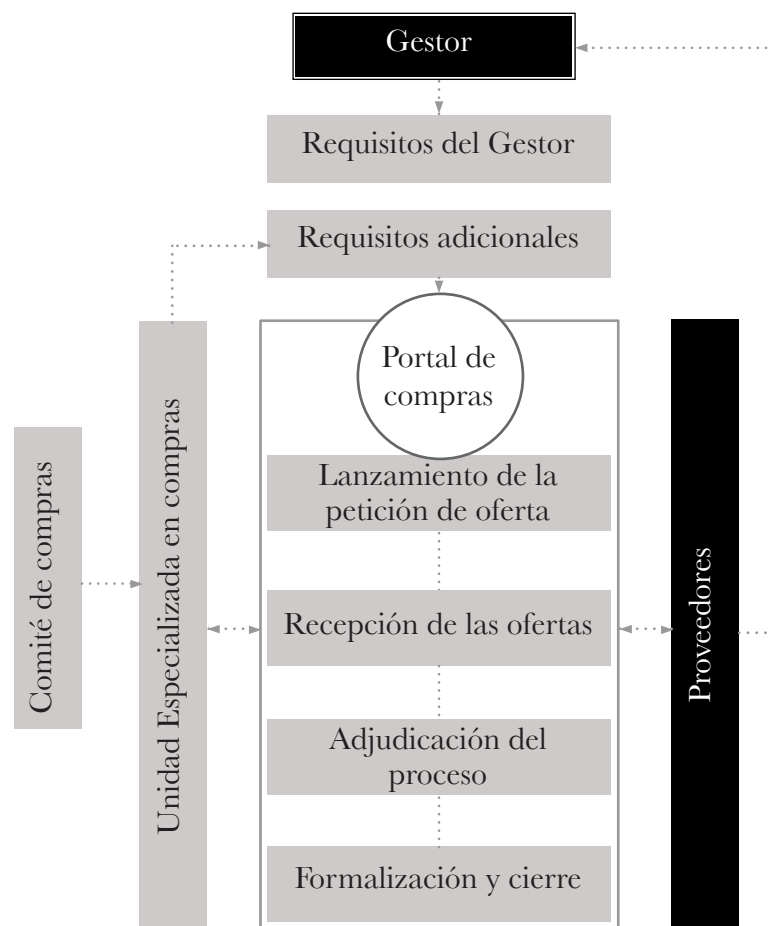 Gestor
Requisitos del Gestor
Requisitos adicionales
Portal de
compras
Lanzamiento de la
petición de oferta
Recepción de las ofertas
Adjudicación del
proceso
Formalización y cierre
Comité de compras
Unidad Especializada en compras
Proveedores